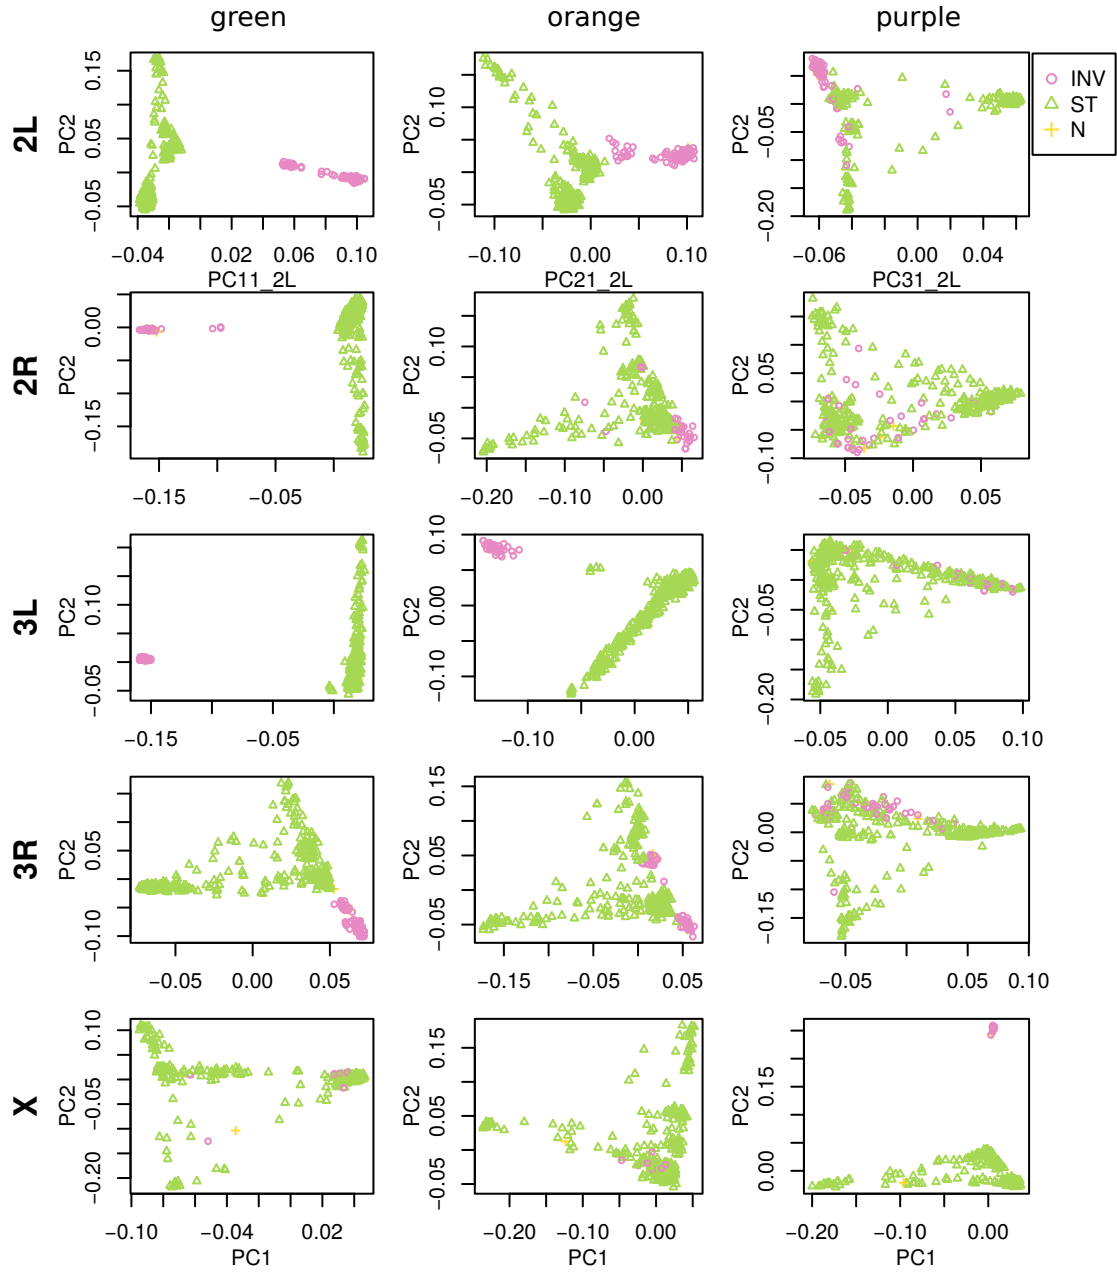 green orange purple
2L
PC2
−0.05 0.05 0.15
−0.04 0.02 0.06 0.10
PC11_2L
PC2
−0.05 0.10
−0.10 0.00 0.10
PC21_2L
PC2
−0.20 −0.05
−0.06 0.00 0.04
PC31_2L
INV
ST
N
2R
PC2
−0.15 0.00
−0.15 −0.05
PC2
−0.05 0.10
−0.20 −0.10 0.00
PC2
−0.10 0.05
−0.05 0.00 0.05
3L
PC2
−0.05 0.10
−0.15 −0.05
PC2
−0.10 0.00 0.10
−0.10 0.00
PC2
−0.20 −0.05
−0.05 0.00 0.05 0.10
3R
PC2
−0.10 0.05
−0.05 0.00 0.05
PC2
−0.05 0.05 0.15
−0.15 −0.05 0.05
PC2
−0.15 0.00
−0.05 0.10
X
PC2
−0.20 −0.05 0.10
−0.10 −0.04 0.02
PC1
PC2
−0.05 0.05 0.15
−0.20 −0.10 0.00
PC1
PC2
0.00 0.15
−0.20 −0.10 0.00
PC1